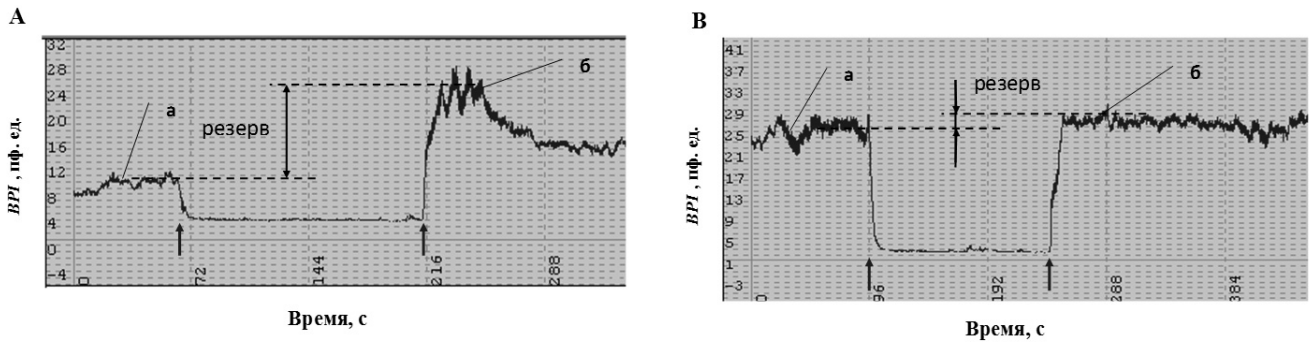 А
32
28
24
20
16
12
8
4
0
-4
BPI , пф. ед.
а
резерв
б
0
72
144
216
288
Время, с
В
41
37
33
29
25
21
17
13
9
5
1
-3
BPI , пф. ед.
а
резерв
б
0
96
192
288
384
Время, с